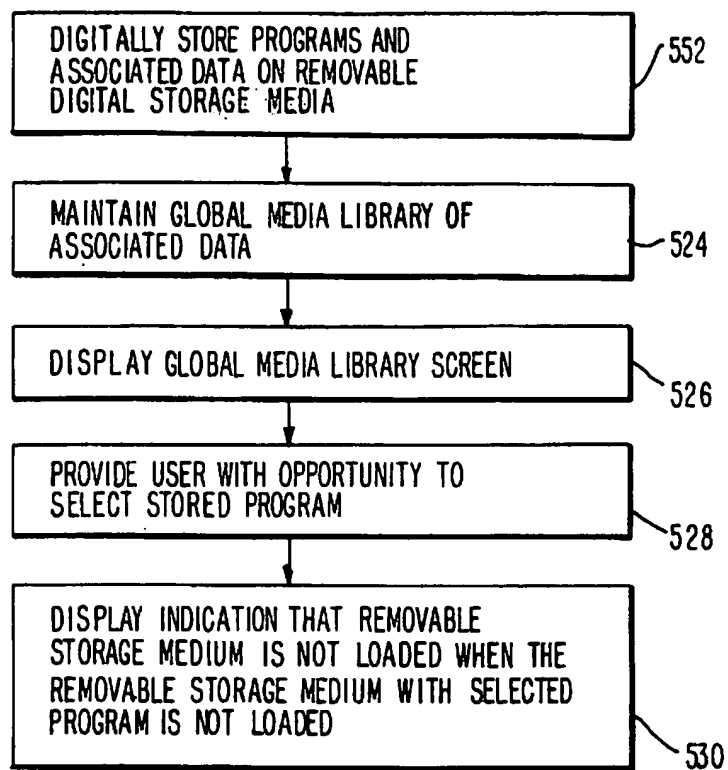 DIGITALLY STORE PROGRAMS AND
ASSOCIATED DATA ON REMOVABLE
DIGITAL STORAGE MEDIA
552
MAINTAIN GLOBAL MEDIA LIBRARY OF
ASSOCIATED DATA
524
DISPLAY GLOBAL MEDIA LIBRARY SCREEN
526
PROVIDE USER WITH OPPORTUNITY TO
SELECT STORED PROGRAM
528
DISPLAY INDICATION THAT REMOVABLE
STORAGE MEDIUM IS NOT LOADED WHEN THE
REMOVABLE STORAGE MEDIUM WITH SELECTED
PROGRAM IS NOT LOADED
530